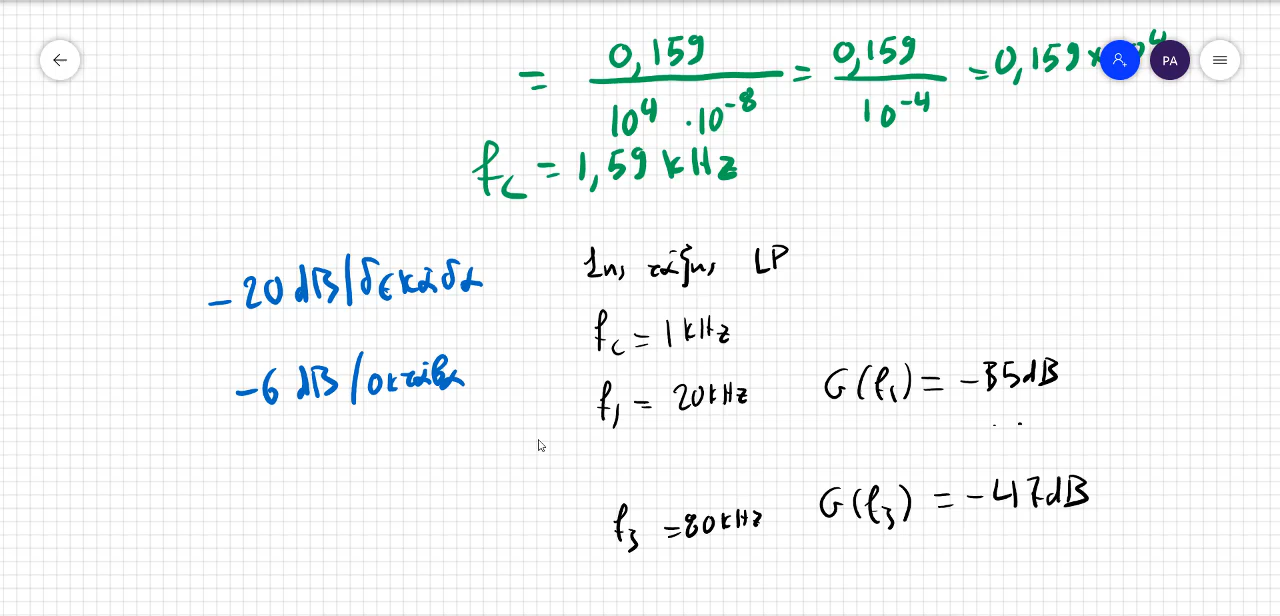 = 0,159 / 10⁴ · 10⁻⁸ = 0,159 / 10⁻⁴ = 0,159 × 10⁴
PA
f_c = 1,59 kHz
-20 dB/δεκάδα
1ης τάξης LP
f_c = 1 kHz
-6 dB/οκτάβα
f_1 = 20 kHz
G(f_1) = -35 dB
f_3 = 80 kHz
G(f_3) = -47 dB